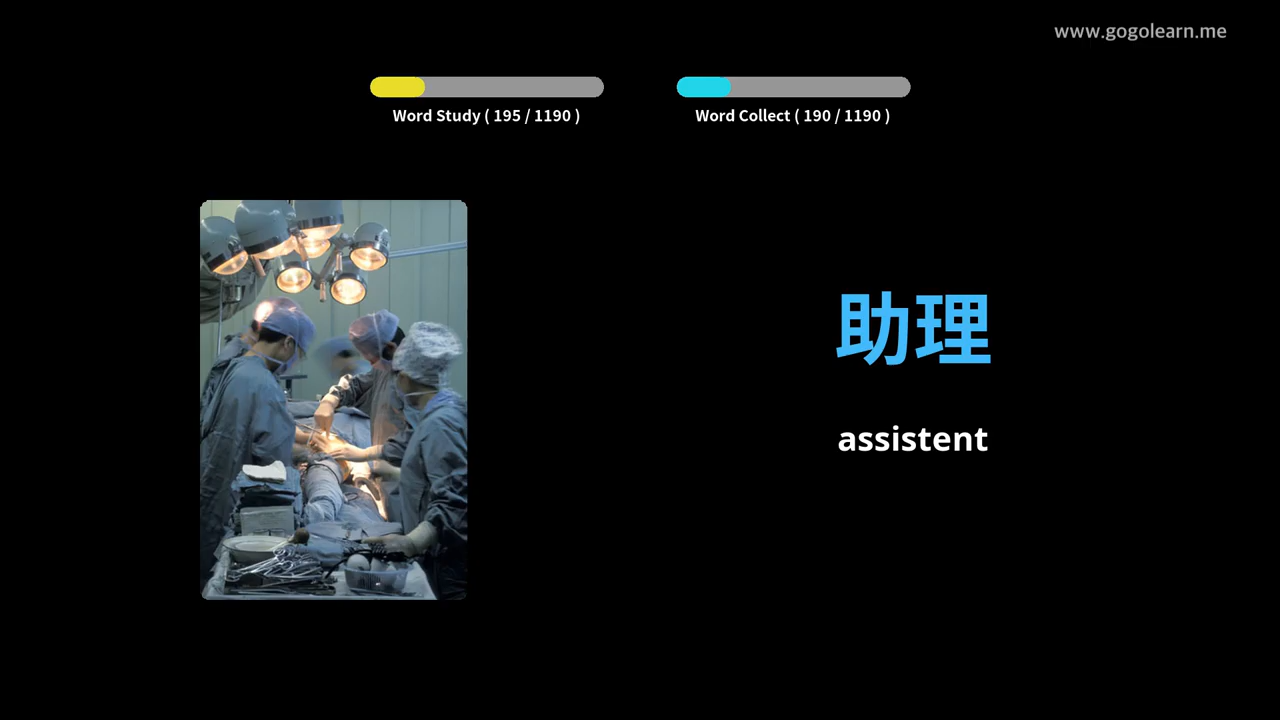 www.gogolearn.me
Word Study ( 195 / 1190 )
Word Collect ( 190 / 1190 )
助理
assistent